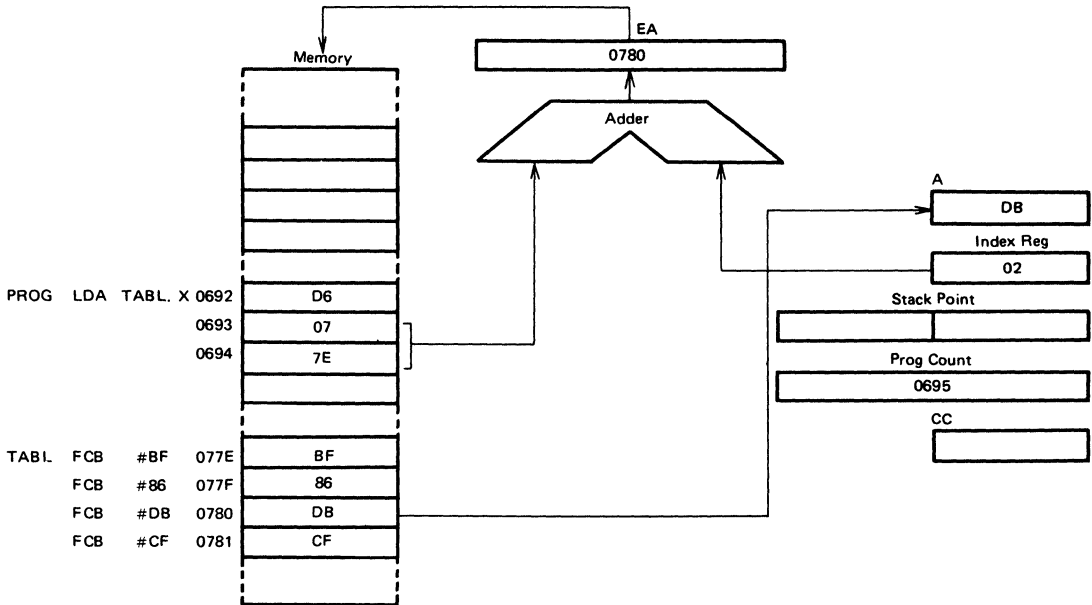 EA
0780
Memory
Adder
A
DB
Index Reg
02
Stack Point
Prog Count
0695
CC
PROG LDA TABL. X 0692 D6
0693 07
0694 7E
TABL FCB #BF 077E BF
FCB #86 077F 86
FCB #DB 0780 DB
FCB #CF 0781 CF